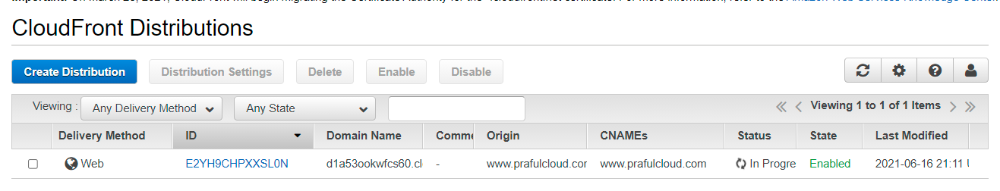 CloudFront Distributions
Create Distribution Distribution Settings Delete Enable Disable
Viewing : Any Delivery Method Any State Viewing 1 to 1 of 1 Items
Delivery Method ID Domain Name Comme Origin CNAMEs Status State Last Modified
Web E2YH9CHPXXSL0N d1a53ookwfcs60.cl - www.prafulcloud.cor www.prafulcloud.com In Progre Enabled 2021-06-16 21:11 U